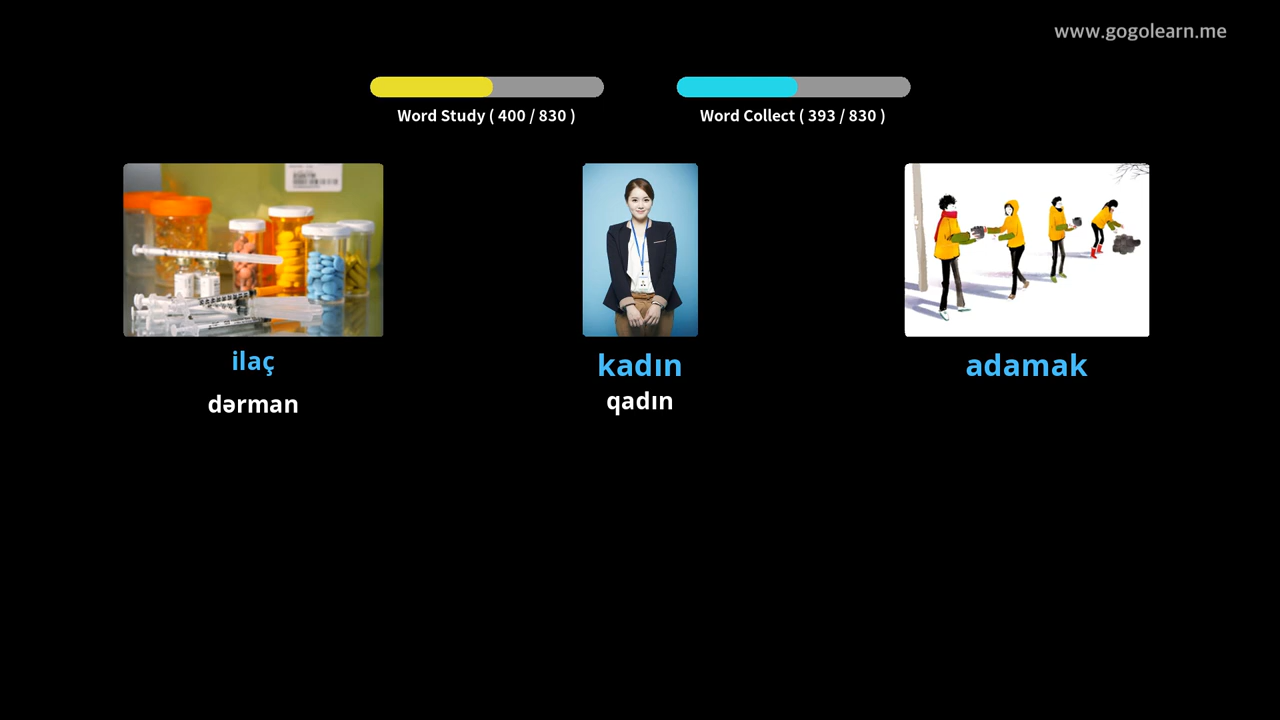 www.gogolearn.me
Word Study ( 400 / 830 )
Word Collect ( 393 / 830 )
ilaç
dərman
kadın
qadın
adamak